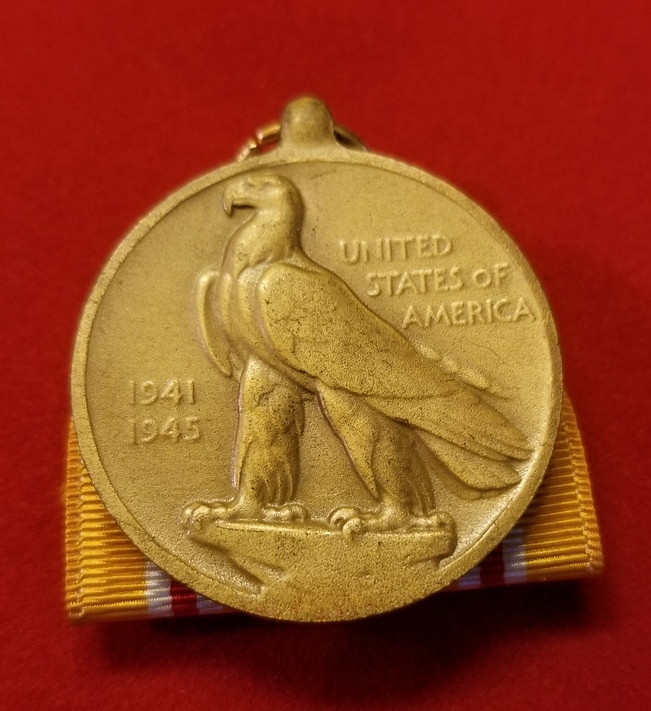 UNITED
STATES OF
AMERICA
1941
1945